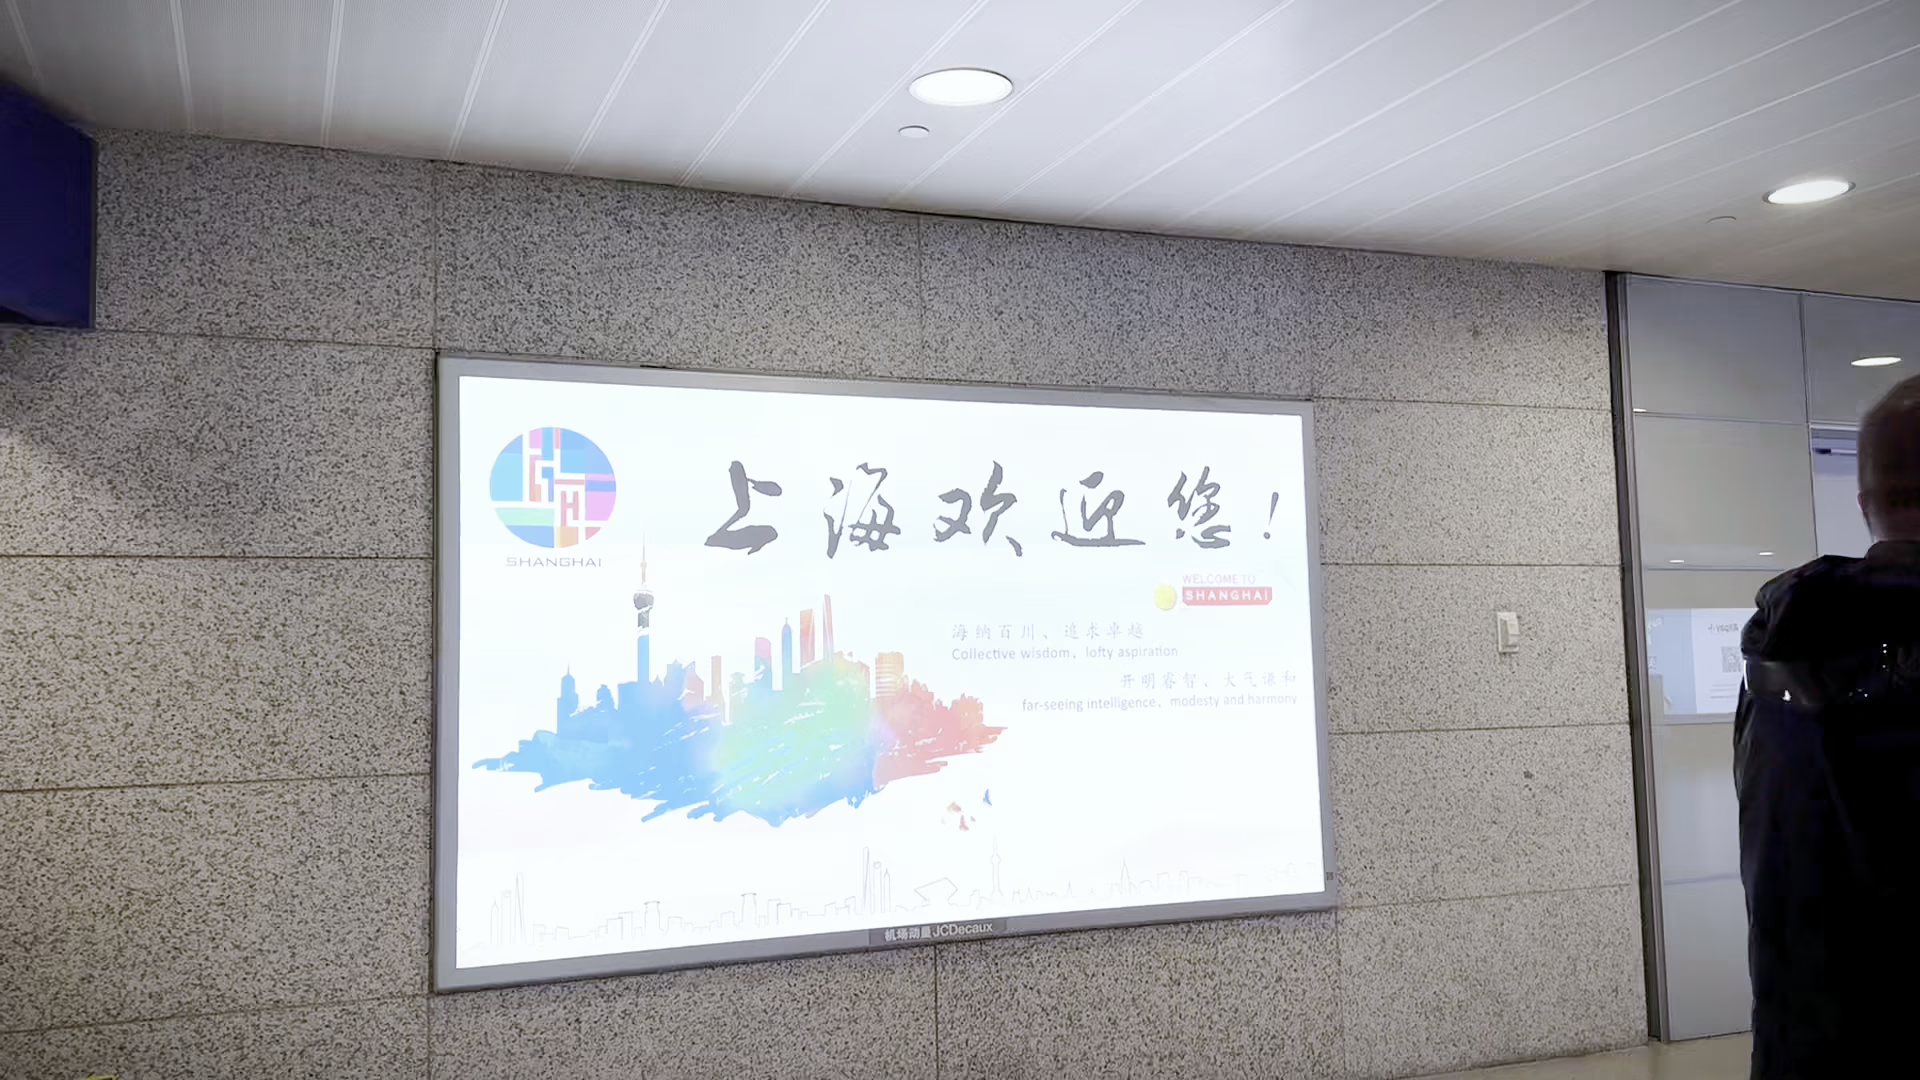 SHANGHAI
上海欢迎您！
WELCOME TO
SHANGHAI
海纳百川、追求卓越
Collective wisdom, lofty aspiration
开明睿智、大气谦和
far-seeing intelligence, modesty and harmony
机场动量 JCDecaux